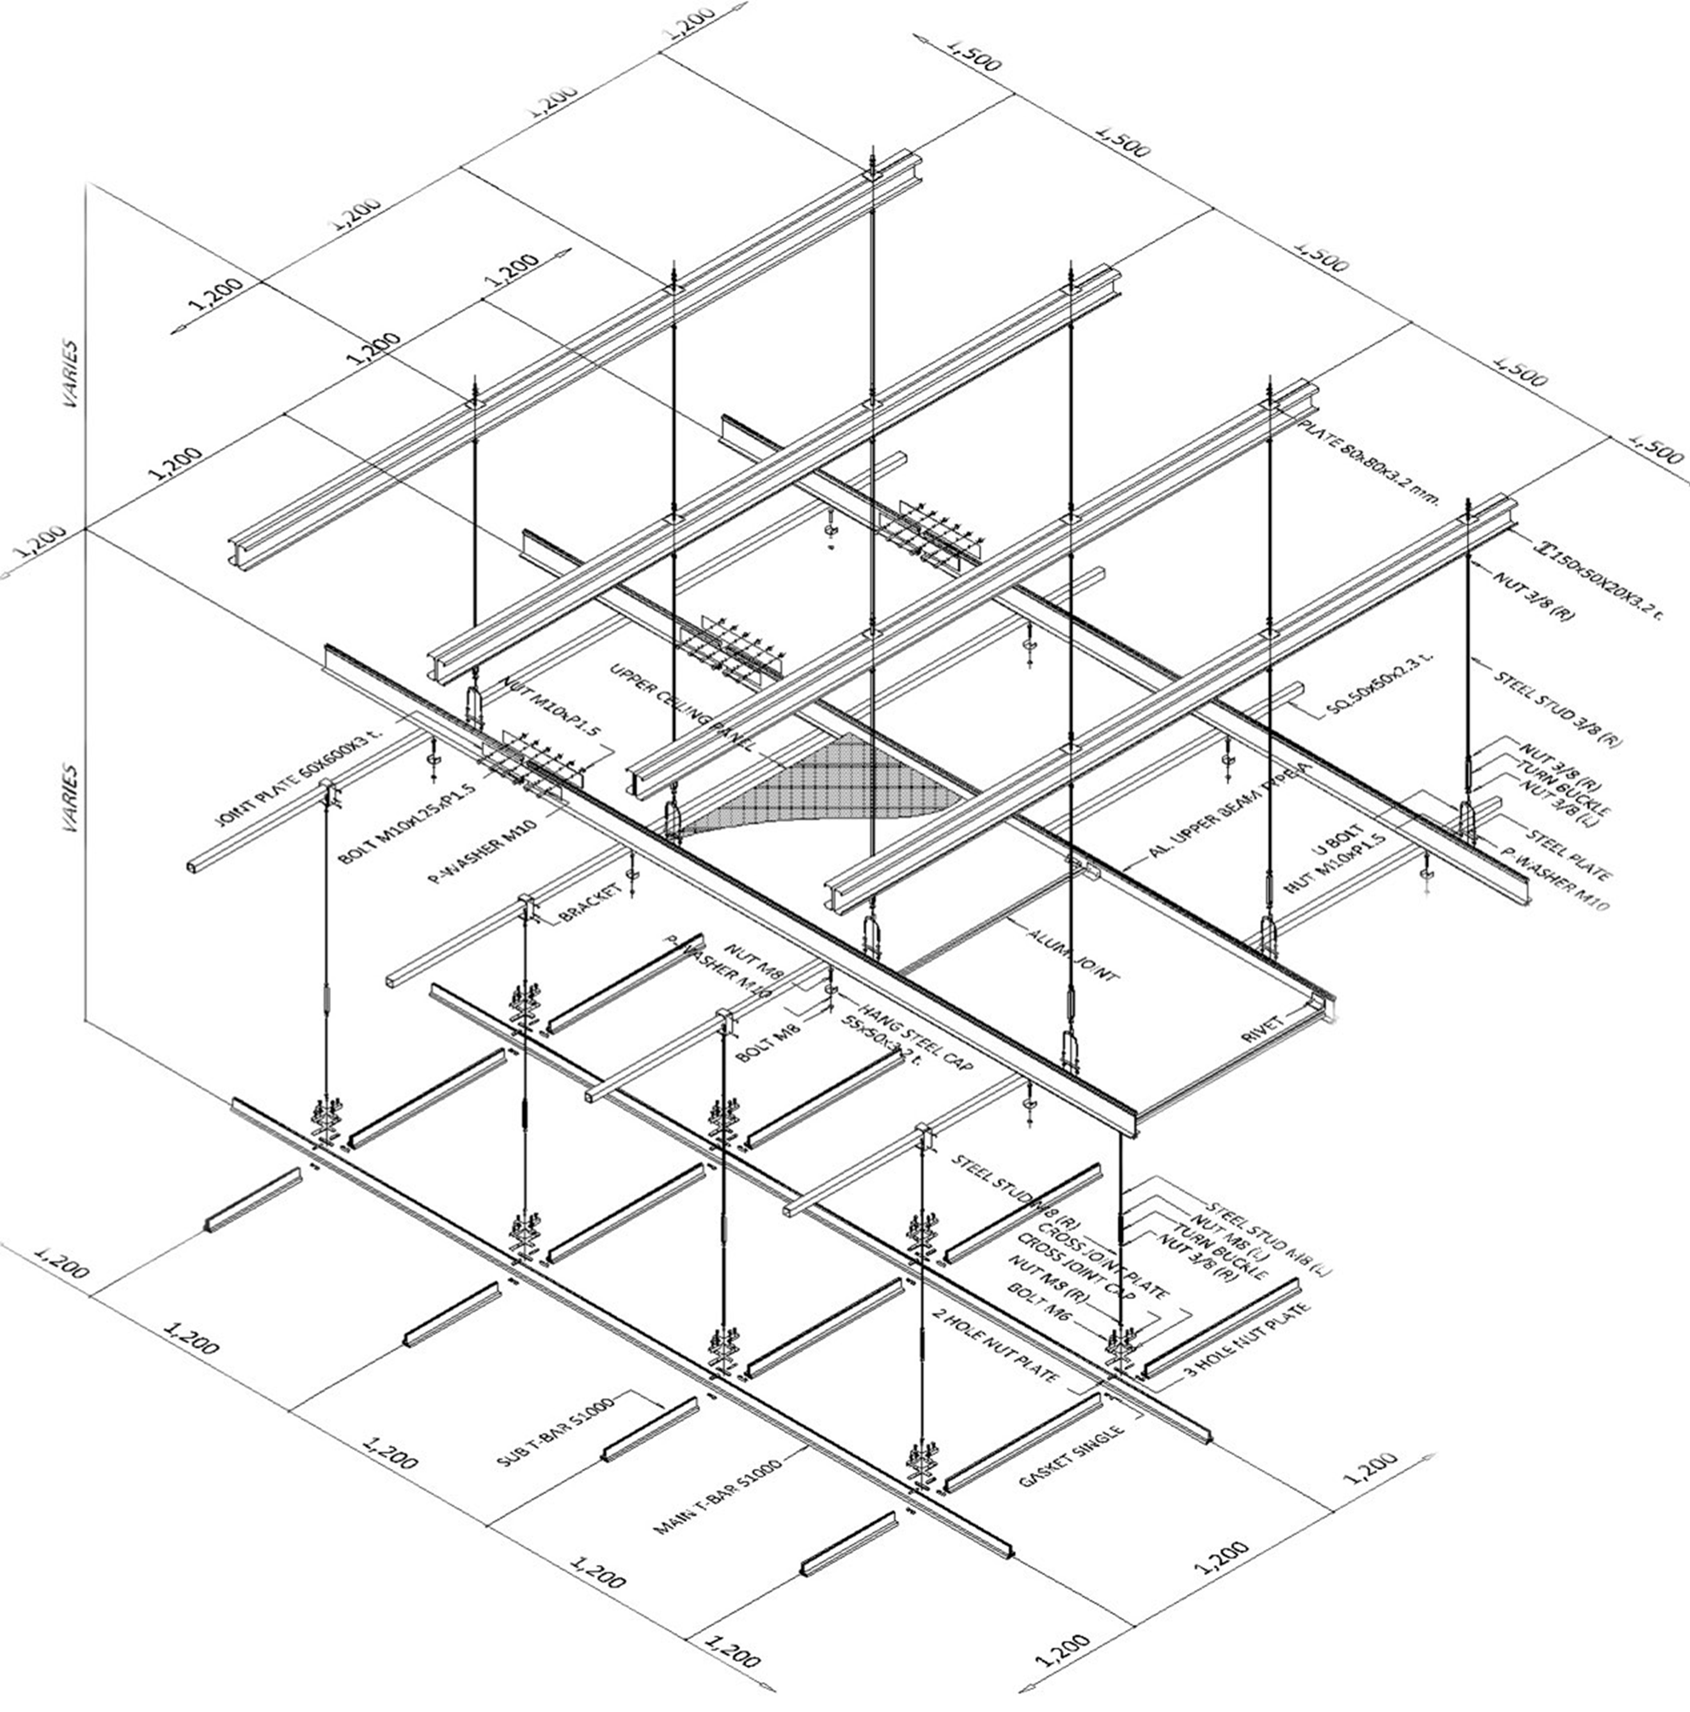 1,200
1,200
1,200
1,200
1,500
1,500
1,500
1,500
1,500
1,200
1,200
1,200
1,200
VARIES
VARIES
PLATE 80x80x3.2 mm.
150x50X20X3.2 t.
NUT 3/8 (R)
SQ.50x50x2.3 t.
STEEL STUD 3/8 (R)
NUT 3/8 (R)
TURN BUCKLE
NUT 3/8 (L)
STEEL PLATE
P-WASHER M10
U BOLT
NUT M10xP1.5
UPPER CEILING PANEL
NUT M10xP1.5
JOINT PLATE 60X600X3 t.
BOLT M10xL25xP1.5
P-WASHER M10
BRACKET
AL. UPPER BEAM TYPE A
ALUM.JOINT
RIVET
NUT M8
P-WASHER M10
BOLT M8
HANG STEEL CAP
55x50x3.2 t.
STEEL STUD M8 (R)
CROSS JOINT PLATE
CROSS JOINT CAP
NUT M8 (R)
BOLT M6
STEEL STUD M8 (L)
NUT M8 (L)
TURN BUCKLE
NUT 3/8 (R)
2 HOLE NUT PLATE
3 HOLE NUT PLATE
GASKET SINGLE
SUB T-BAR S1000
MAIN T-BAR S1000
1,200
1,200
1,200
1,200
1,200
1,200
1,200
1,200